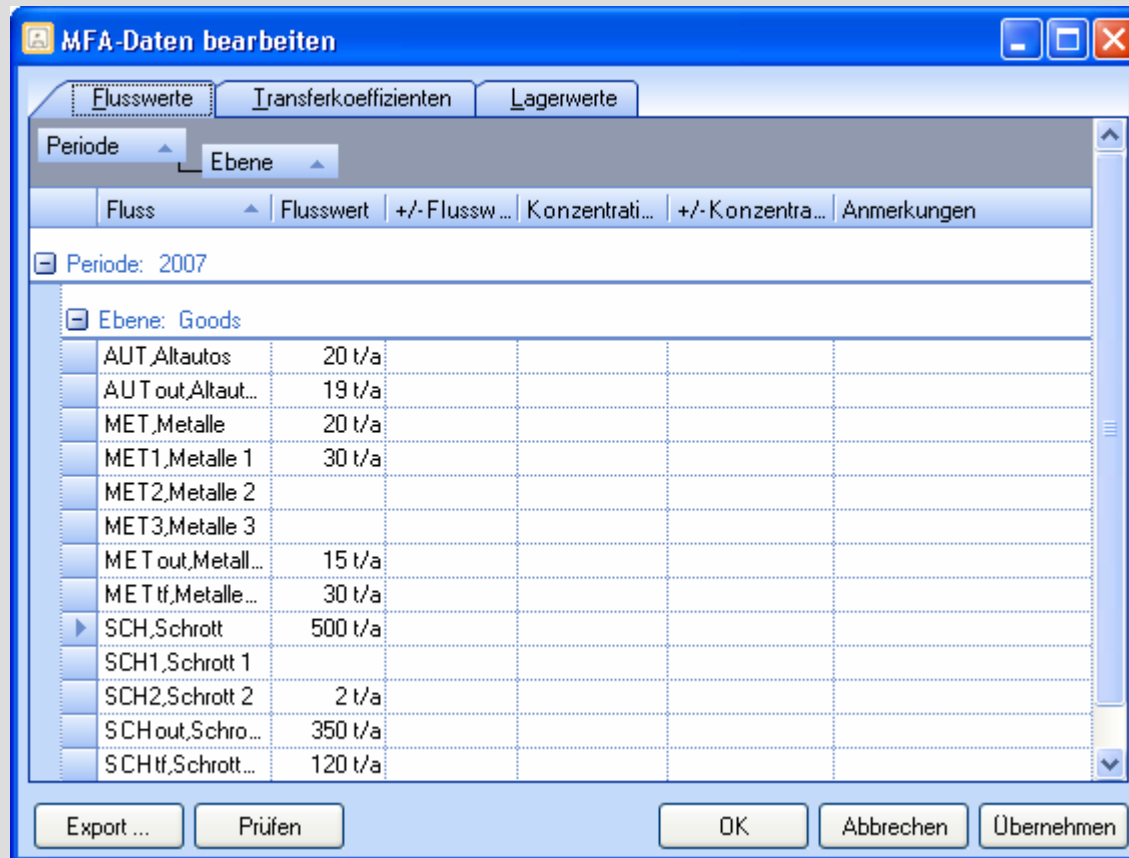 MFA-Daten bearbeiten
Flusswerte Transferkoeffizienten Lagerwerte
Periode
Ebene
Fluss Flusswert +/-Flussw... Konzentrati... +/-Konzentra... Anmerkungen
Periode: 2007
Ebene: Goods
AUT,Altautos 20 t/a
AUTout,Altaut... 19 t/a
MET,Metalle 20 t/a
MET1,Metalle 1 30 t/a
MET2,Metalle 2
MET3,Metalle 3
METout,Metall... 15 t/a
METtf,Metalle... 30 t/a
SCH,Schrott 500 t/a
SCH1,Schrott 1
SCH2,Schrott 2 2 t/a
SCHout,Schro... 350 t/a
SCHtf,Schrott... 120 t/a
Export ... Prüfen OK Abbrechen Übernehmen